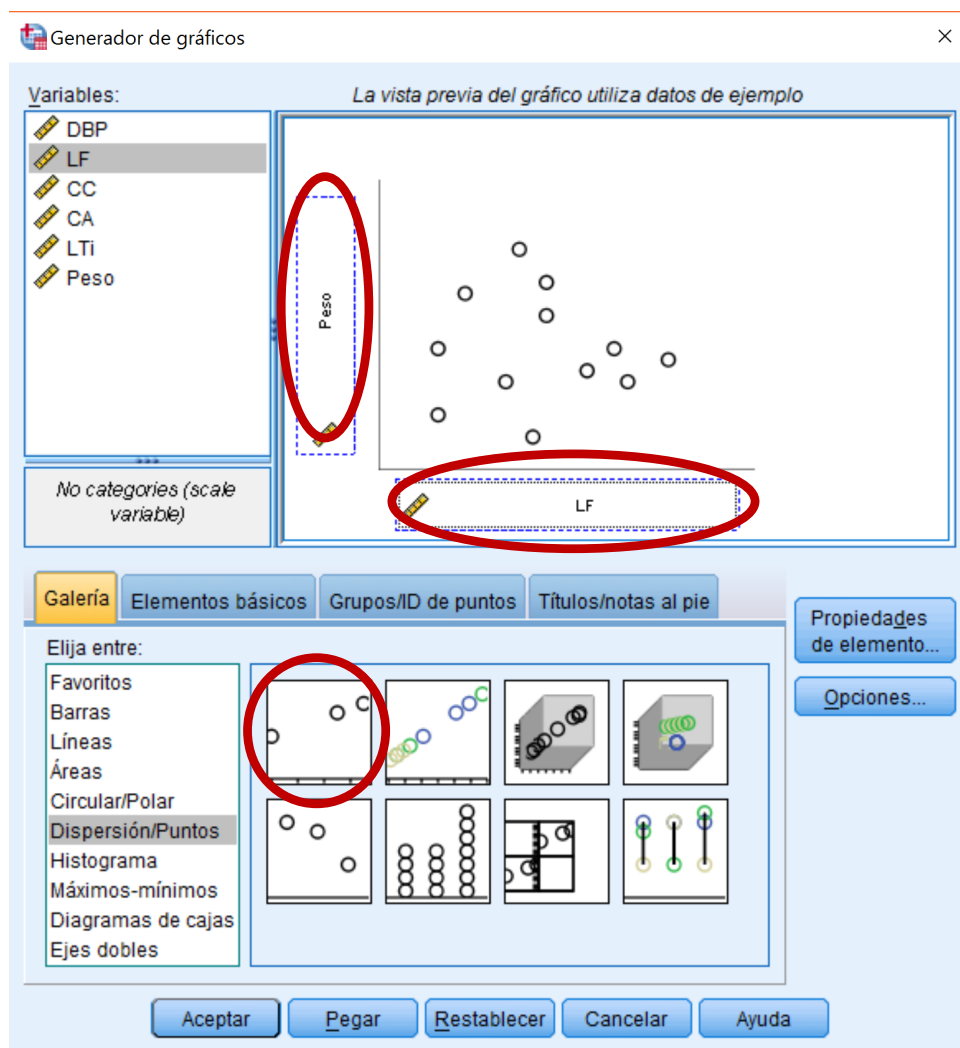 Generador de gráficos
Variables:
La vista previa del gráfico utiliza datos de ejemplo
DBP
LF
CC
CA
LTi
Peso
No categories (scale
variable)
Peso
LF
Galería
Elementos básicos
Grupos/ID de puntos
Títulos/notas al pie
Elija entre:
Favoritos
Barras
Líneas
Áreas
Circular/Polar
Dispersión/Puntos
Histograma
Máximos-mínimos
Diagramas de cajas
Ejes dobles
Propiedades
de elemento...
Opciones...
Aceptar
Pegar
Restablecer
Cancelar
Ayuda